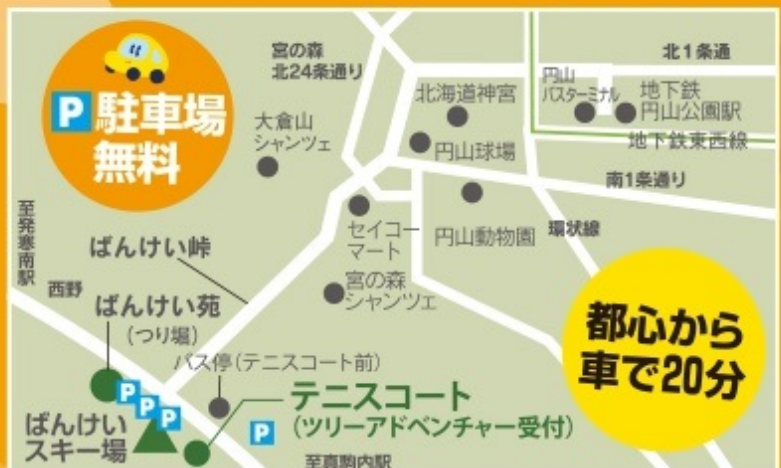 P 駐車場
無料
宮の森
北24条通り
北1条通
円山
バスターミナル
地下鉄
円山公園駅
北海道神宮
大倉山
シャンツェ
円山球場
地下鉄東西線
南1条通り
至発寒南駅
セイコー
マート
円山動物園
環状線
ばんけい峠
宮の森
シャンツェ
西野
ばんけい苑
(つり堀)
都心から
車で20分
バス停(テニスコート前)
P
P
P
テニスコート
(ツリーアドベンチャー受付)
P
ばんけい
スキー場
至真駒内駅